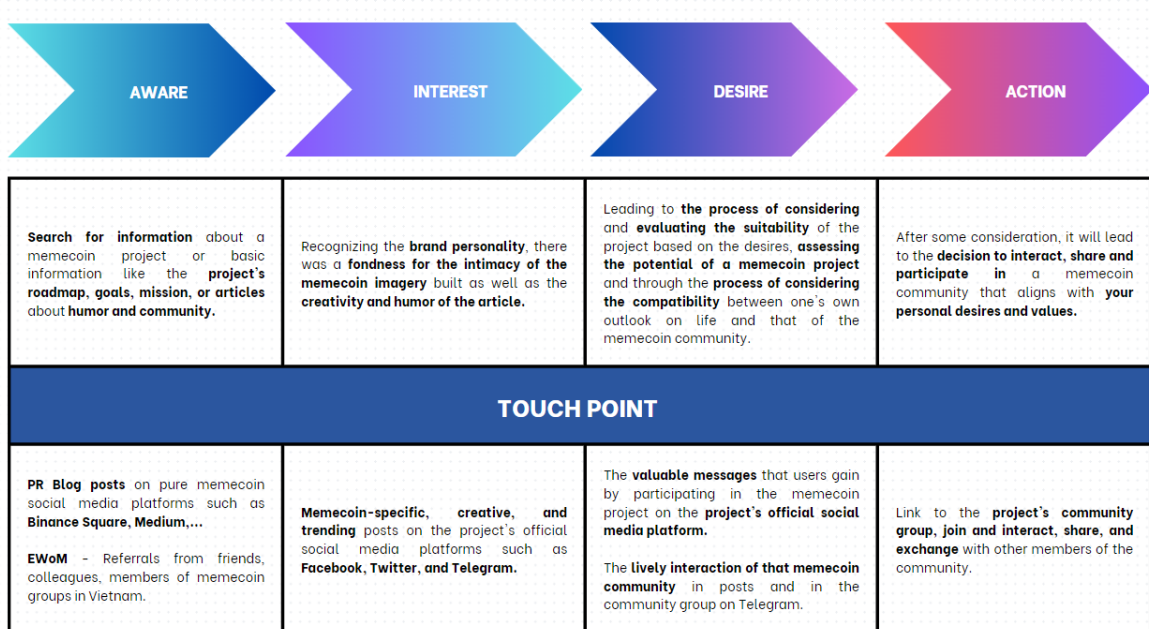 AWARE
INTEREST
DESIRE
ACTION
Search for information about a
memecoin project or basic
information like the project's
roadmap, goals, mission, or articles
about humor and community.
Recognizing the brand personality, there
was a fondness for the intimacy of the
memecoin imagery built as well as the
creativity and humor of the article.
Leading to the process of considering
and evaluating the suitability of the
project based on the desires, assessing
the potential of a memecoin project
and through the process of considering
the compatibility between one's own
outlook on life and that of the
memecoin community.
After some consideration, it will lead
to the decision to interact, share and
participate in a memecoin
community that aligns with your
personal desires and values.
TOUCH POINT
PR Blog posts on pure memecoin
social media platforms such as
Binance Square, Medium,...
EWoM - Referrals from friends,
colleagues, members of memecoin
groups in Vietnam.
Memecoin-specific, creative, and
trending posts on the project's official
social media platforms such as
Facebook, Twitter, and Telegram.
The valuable messages that users gain
by participating in the memecoin
project on the project's official social
media platform.
The lively interaction of that memecoin
community in posts and in the
community group on Telegram.
Link to the project's community
group, join and interact, share, and
exchange with other members of the
community.